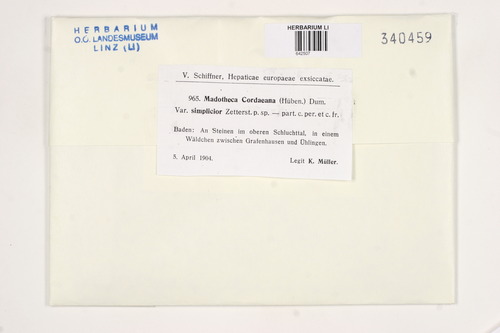 HERBARIUM
O.Ö. LANDESMUSEUM
LINZ (LI)
HERBARIUM LI
340459
V. Schiffner, Hepaticae europaeae exsiccatae.
965. Madotheca Cordaeana (Hüben.) Dum.
Var. simplicior Zetterst. p. sp. — part. c. per. et c. fr.
Baden: An Steinen im oberen Schluchttal, in einem
Wäldchen zwischen Grafenhausen und Ühlingen.
5. April 1904.
Legit K. Müller.